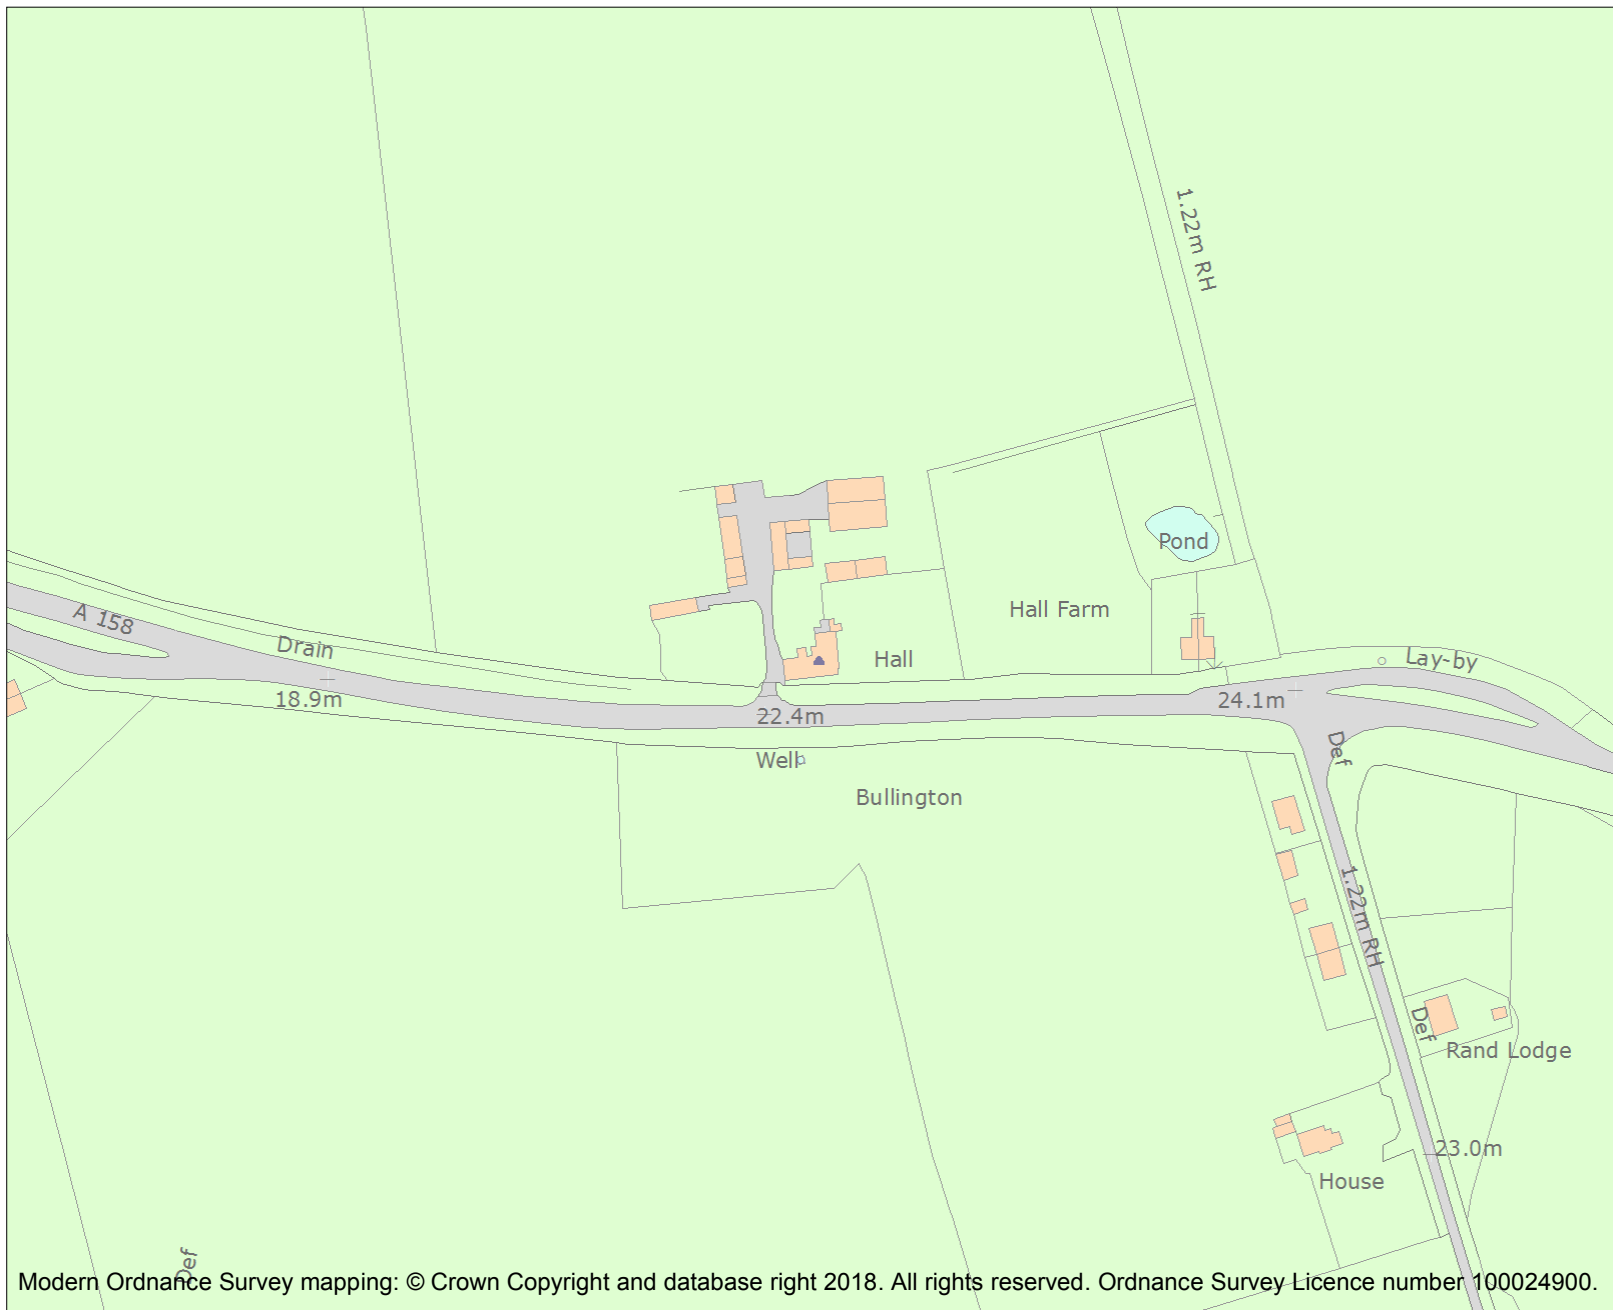 1.22m RH
Pond
Hall Farm
A 158
Drain
Hall
Lay-by
18.9m
22.4m
24.1m
Def
Well
Bullington
1.22m RH
Def
Rand Lodge
23.0m
House
Def
Modern Ordnance Survey mapping: © Crown Copyright and database right 2018. All rights reserved. Ordnance Survey Licence number 100024900.